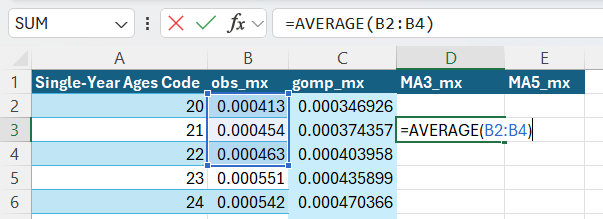 SUM fx =AVERAGE(B2:B4)
A B C D E
1 Single-Year Ages Code obs_mx gomp_mx MA3_mx MA5_mx
2 20 0.000413 0.000346926
3 21 0.000454 0.000374357 =AVERAGE(B2:B4)
4 22 0.000463 0.000403958
5 23 0.000551 0.000435899
6 24 0.000542 0.000470366